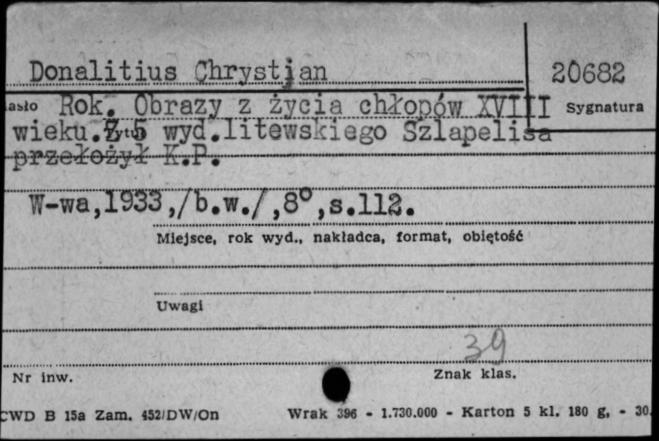 Donalitius Chrystjan
20682
asło Rok. Obrazy z życia chłopów XVIII
Sygnatura
wieku. 5 wyd.litewskiego Szlapelisa
przełożył K.P.
W-wa,1933,/b.w./,8°,s.112.
Miejsce, rok wyd., nakładca, format, objętość
Uwagi
39
Nr inw.
Znak klas.
CWD B 15a Zam. 452/DW/On Wrak 396 - 1.730.000 - Karton 5 kl. 180 g, - 30.